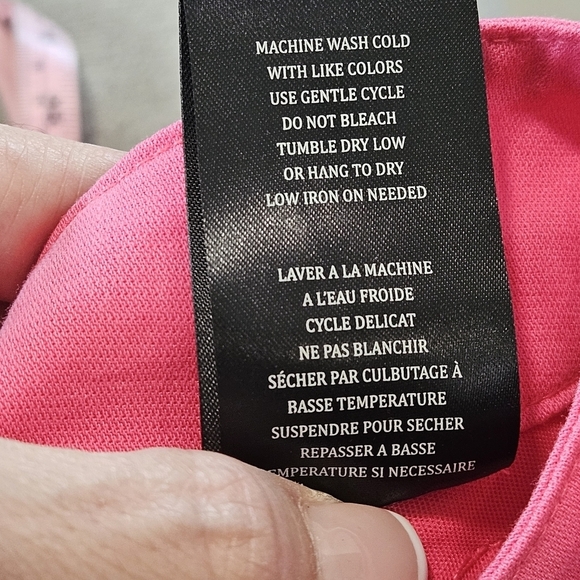 MACHINE WASH COLD
WITH LIKE COLORS
USE GENTLE CYCLE
DO NOT BLEACH
TUMBLE DRY LOW
OR HANG TO DRY
LOW IRON ON NEEDED
LAVER A LA MACHINE
A L'EAU FROIDE
CYCLE DELICAT
NE PAS BLANCHIR
SÉCHER PAR CULBUTAGE À
BASSE TEMPERATURE
SUSPENDRE POUR SECHER
REPASSER A BASSE
EMPERATURE SI NECESSAIRE